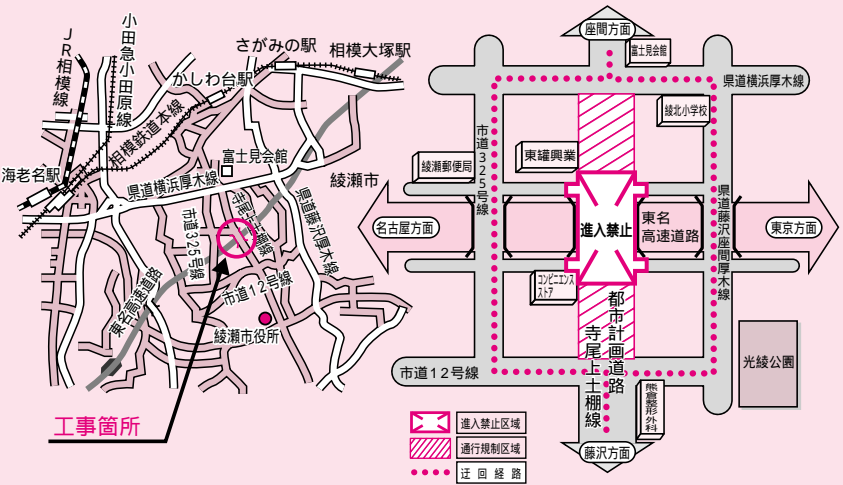 小田急小田原線
JR相模線
さがみの駅
相模大塚駅
かしわ台駅
相模鉄道本線
海老名駅
富士見会館
県道横浜厚木線
綾瀬市
寺尾上土棚線
市道325号線
県道藤沢厚木線
市道12号線
東名高速道路
綾瀬市役所
工事箇所
座間方面
富士見会館
県道横浜厚木線
綾北小学校
市道325号線
東罐興業
綾瀬郵便局
名古屋方面
進入禁止
東名
高速道路
県道藤沢座間厚木線
東京方面
コンビニエンス
ストア
都市計画道路
寺尾上土棚線
市道12号線
光綾公園
熊倉整形外科
藤沢方面
進入禁止区域
通行規制区域
迂回経路